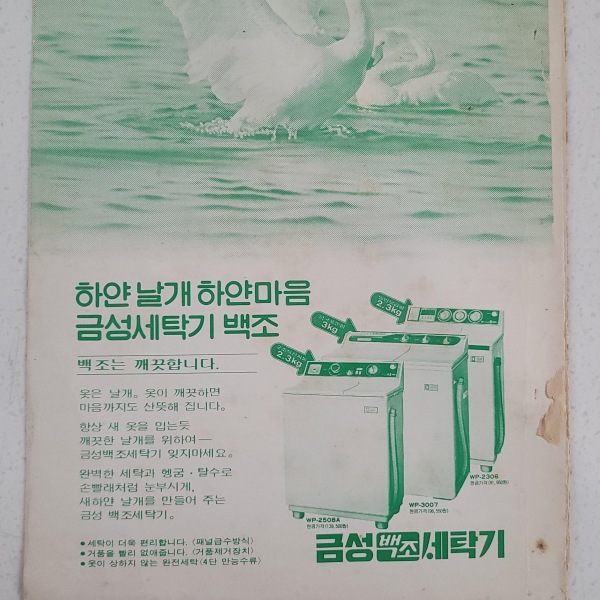 하얀 날개 하얀마음
금성세탁기 백조
백조는 깨끗합니다.
옷은 날개。옷이 깨끗하면
마음까지도 산뜻해 집니다。
항상 새 옷을 입는듯
깨끗한 날개를 위하여—
금성백조세탁기 잊지마세요。
완벽한 세탁과 헹굼·탈수로
손빨래처럼 눈부시게,
새하얀 날개를 만들어 주는
금성 백조세탁기。
● 세탁이 더욱 편리합니다.〈패널급수방식〉
● 거품을 빨리 없애줍니다.〈거품제거장치〉
● 옷이 상하지 않는 완전세탁〈4단 만능수류〉
2.3kg
3kg
2.3kg
WP-2308
WP-3007
WP-2508A
금성 백조세탁기